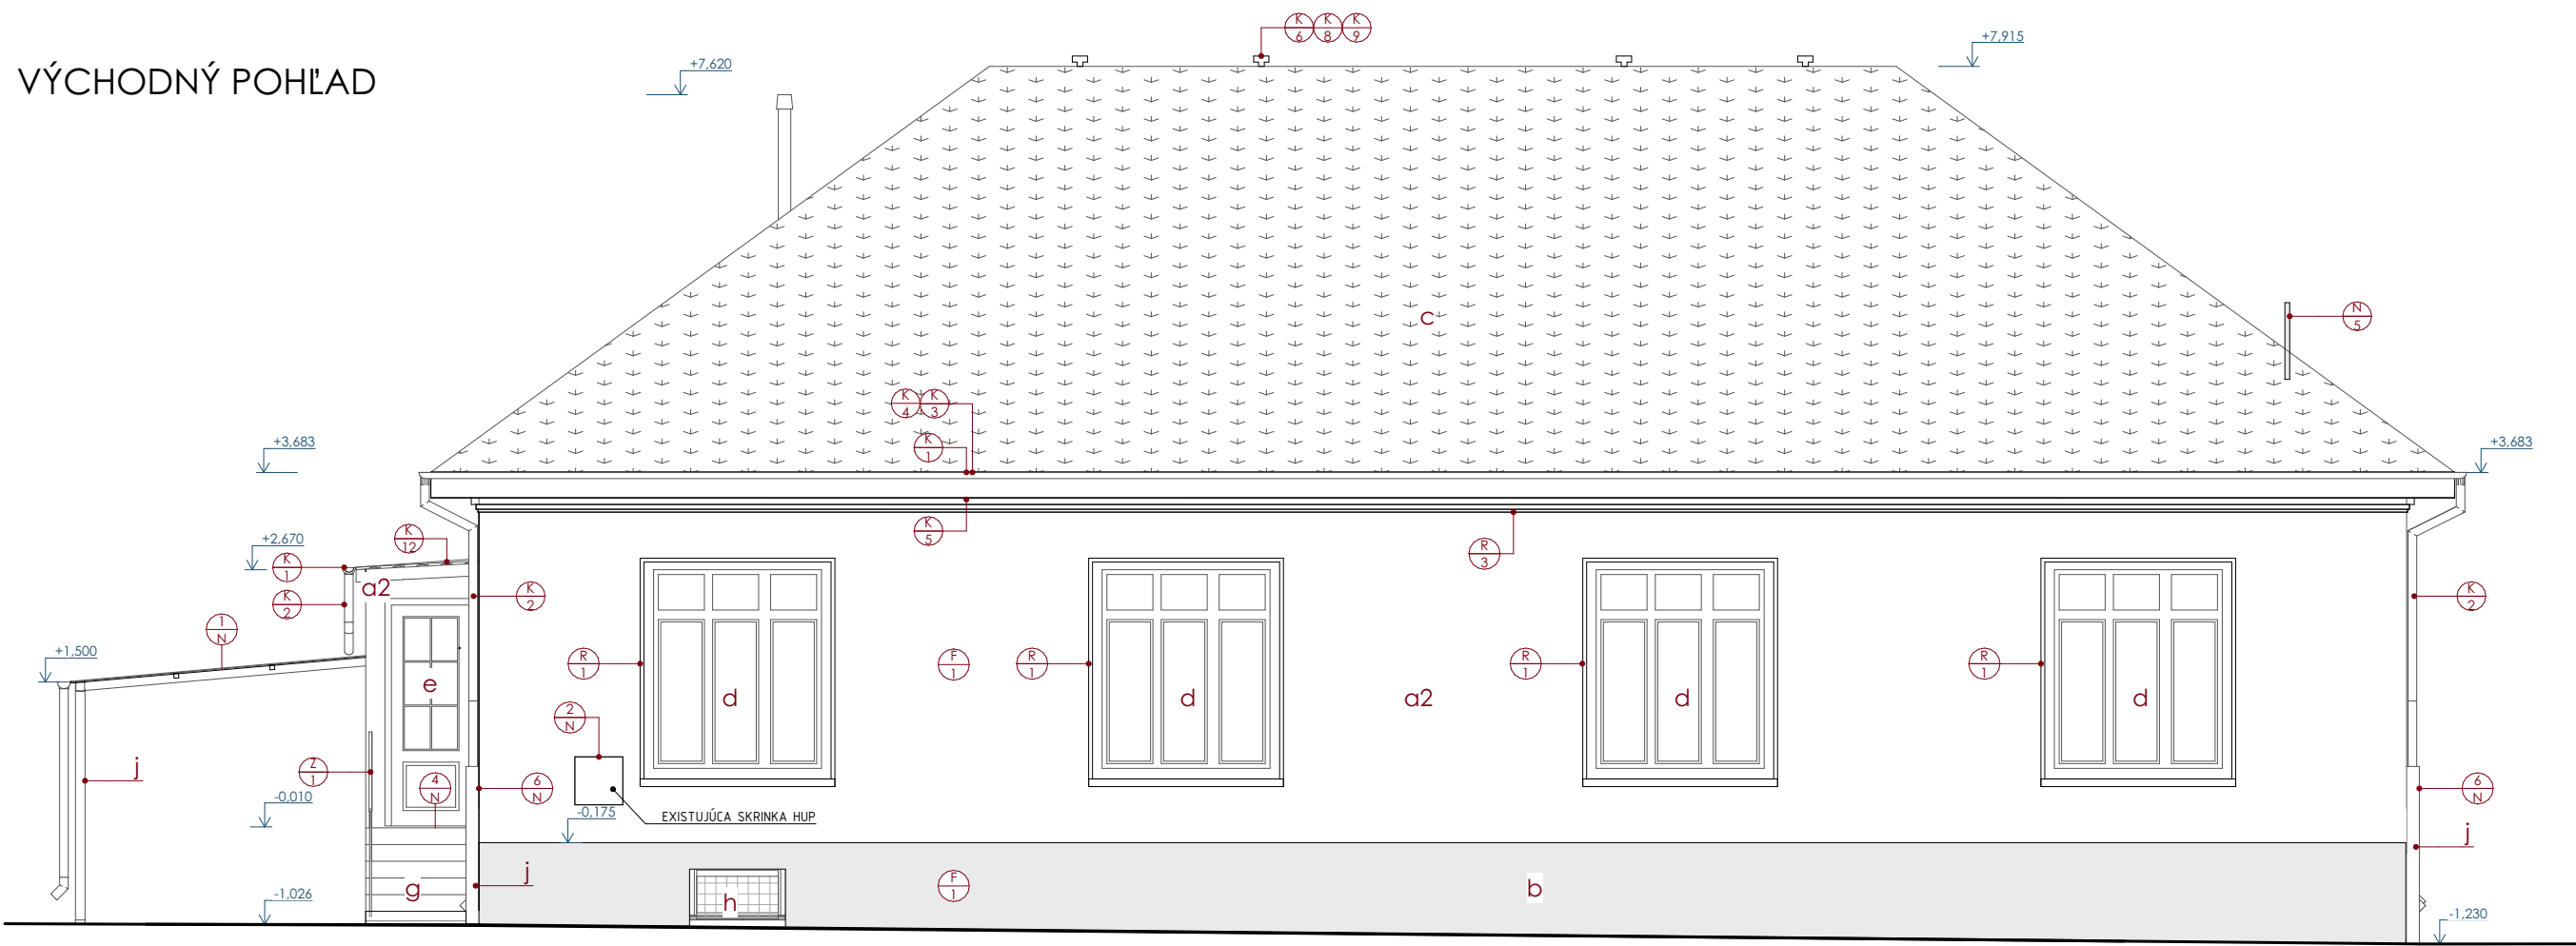 VÝCHODNÝ POHĽAD
K 6 K 8 K 9
+7,915
+7,620
N 5
c
K 4 K 3
K 1
+3,683
+3,683
K 5
R 3
K 12
+2,670
K 1
a2
K 2
K 2
K 2
1 N
+1,500
R 1
F 1
R 1
R 1
R 1
e
d
d
a2
d
d
2 N
j
Z 1
4 N
6 N
6 N
-0,010
-0,175
EXISTUJÚCA SKRINKA HUP
j
j
g
h
F 1
b
-1,026
-1,230